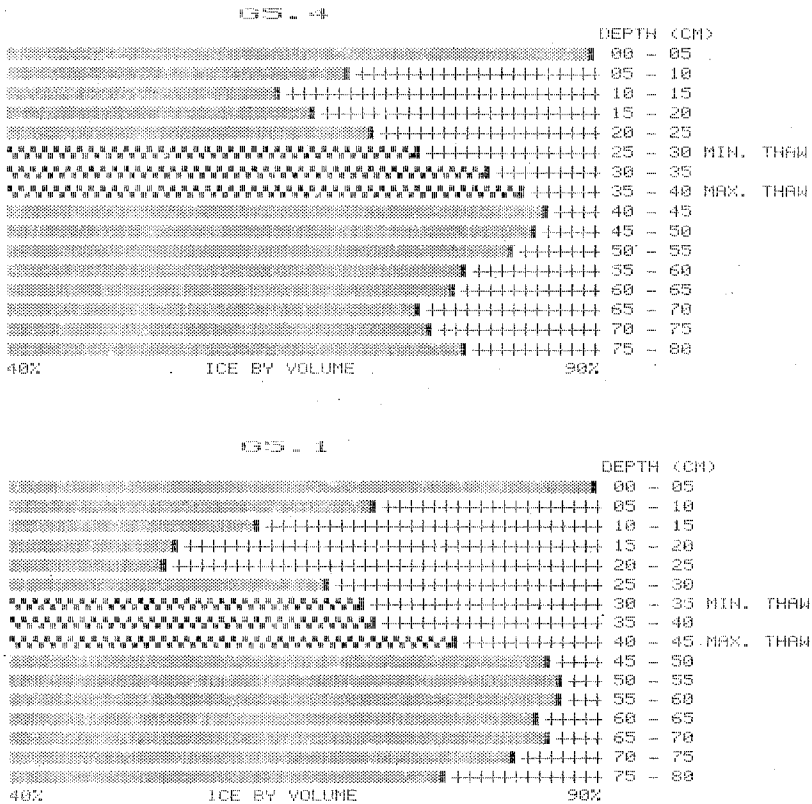 GS.4
DEPTH (CM)
00 - 05
05 - 10
10 - 15
15 - 20
20 - 25
25 - 30 MIN. THAW
30 - 35
35 - 40 MAX. THAW
40 - 45
45 - 50
50 - 55
55 - 60
60 - 65
65 - 70
70 - 75
75 - 80
40% ICE BY VOLUME 90%
GS.1
DEPTH (CM)
00 - 05
05 - 10
10 - 15
15 - 20
20 - 25
25 - 30
30 - 35 MIN. THAW
35 - 40
40 - 45 MAX. THAW
45 - 50
50 - 55
55 - 60
60 - 65
65 - 70
70 - 75
75 - 80
40% ICE BY VOLUME 90%